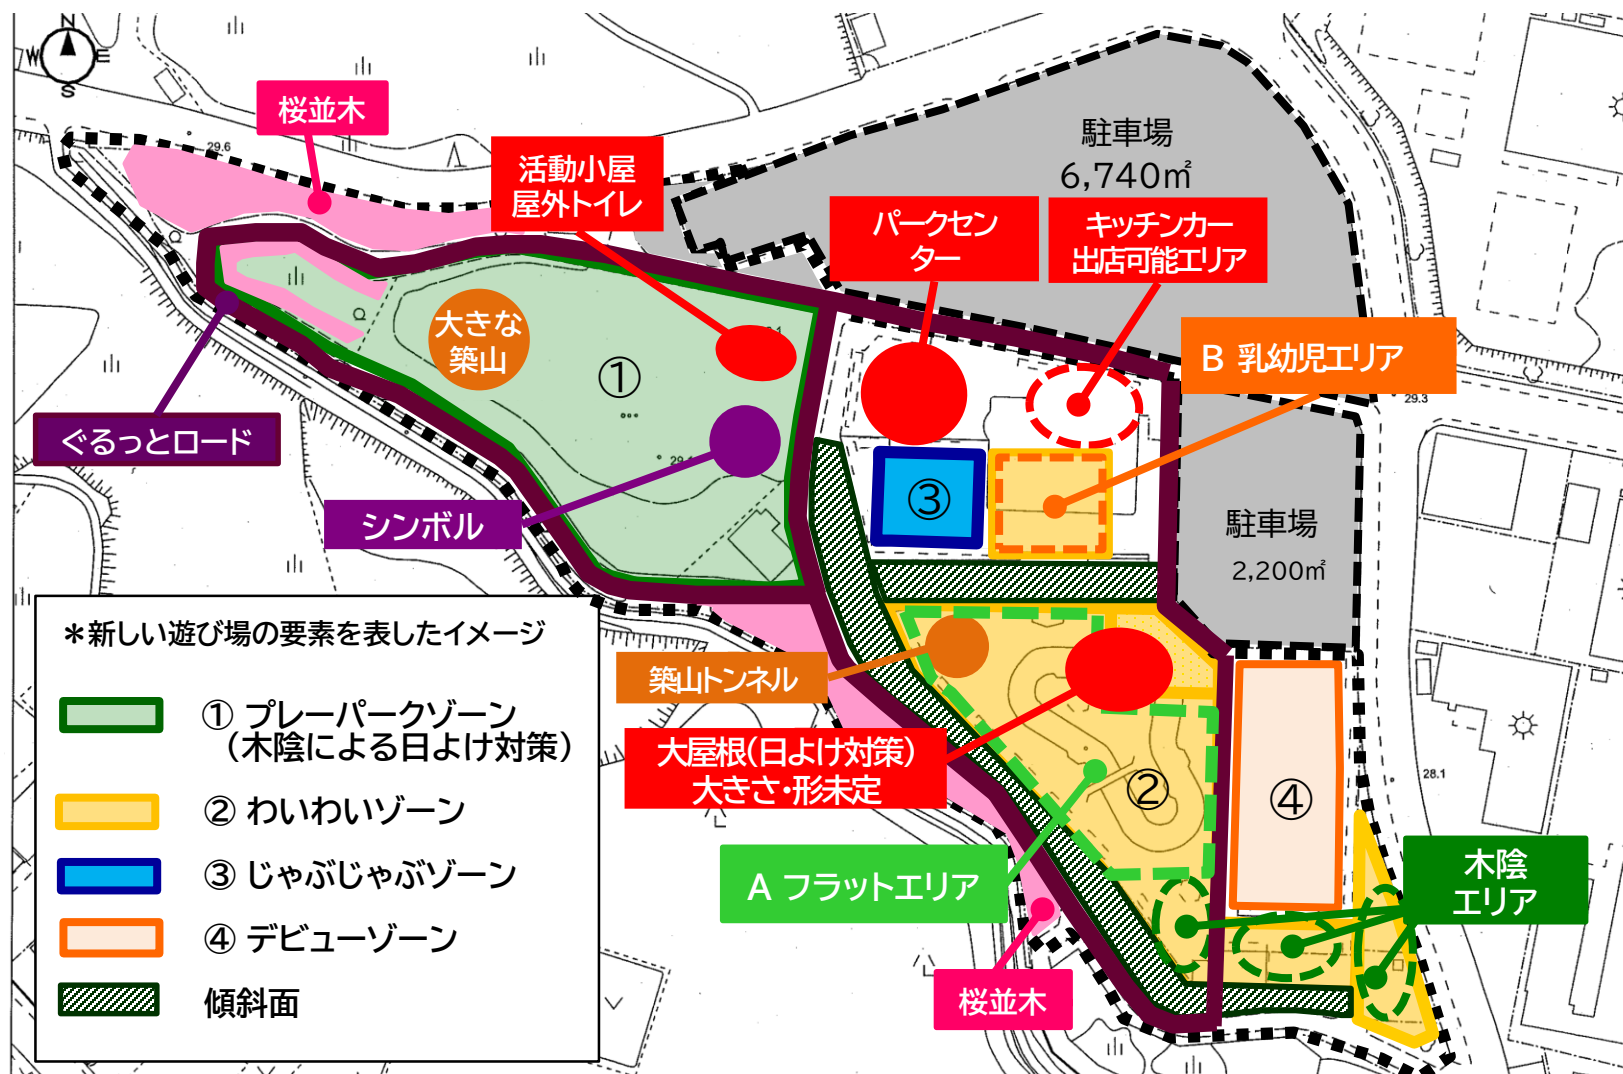 N
W
E
S
桜並木
29.6
活動小屋
屋外トイレ
駐車場
6,740㎡
パークセン
ター
キッチンカー
出店可能エリア
大きな
築山
①
B 乳幼児エリア
29.3
ぐるっとロード
シンボル
③
駐車場
2,200㎡
*新しい遊び場の要素を表したイメージ
① プレーパークゾーン
(木陰による日よけ対策)
② わいわいゾーン
③ じゃぶじゃぶゾーン
④ デビューゾーン
傾斜面
築山トンネル
大屋根(日よけ対策)
大きさ・形未定
②
④
28.1
A フラットエリア
木陰
エリア
桜並木